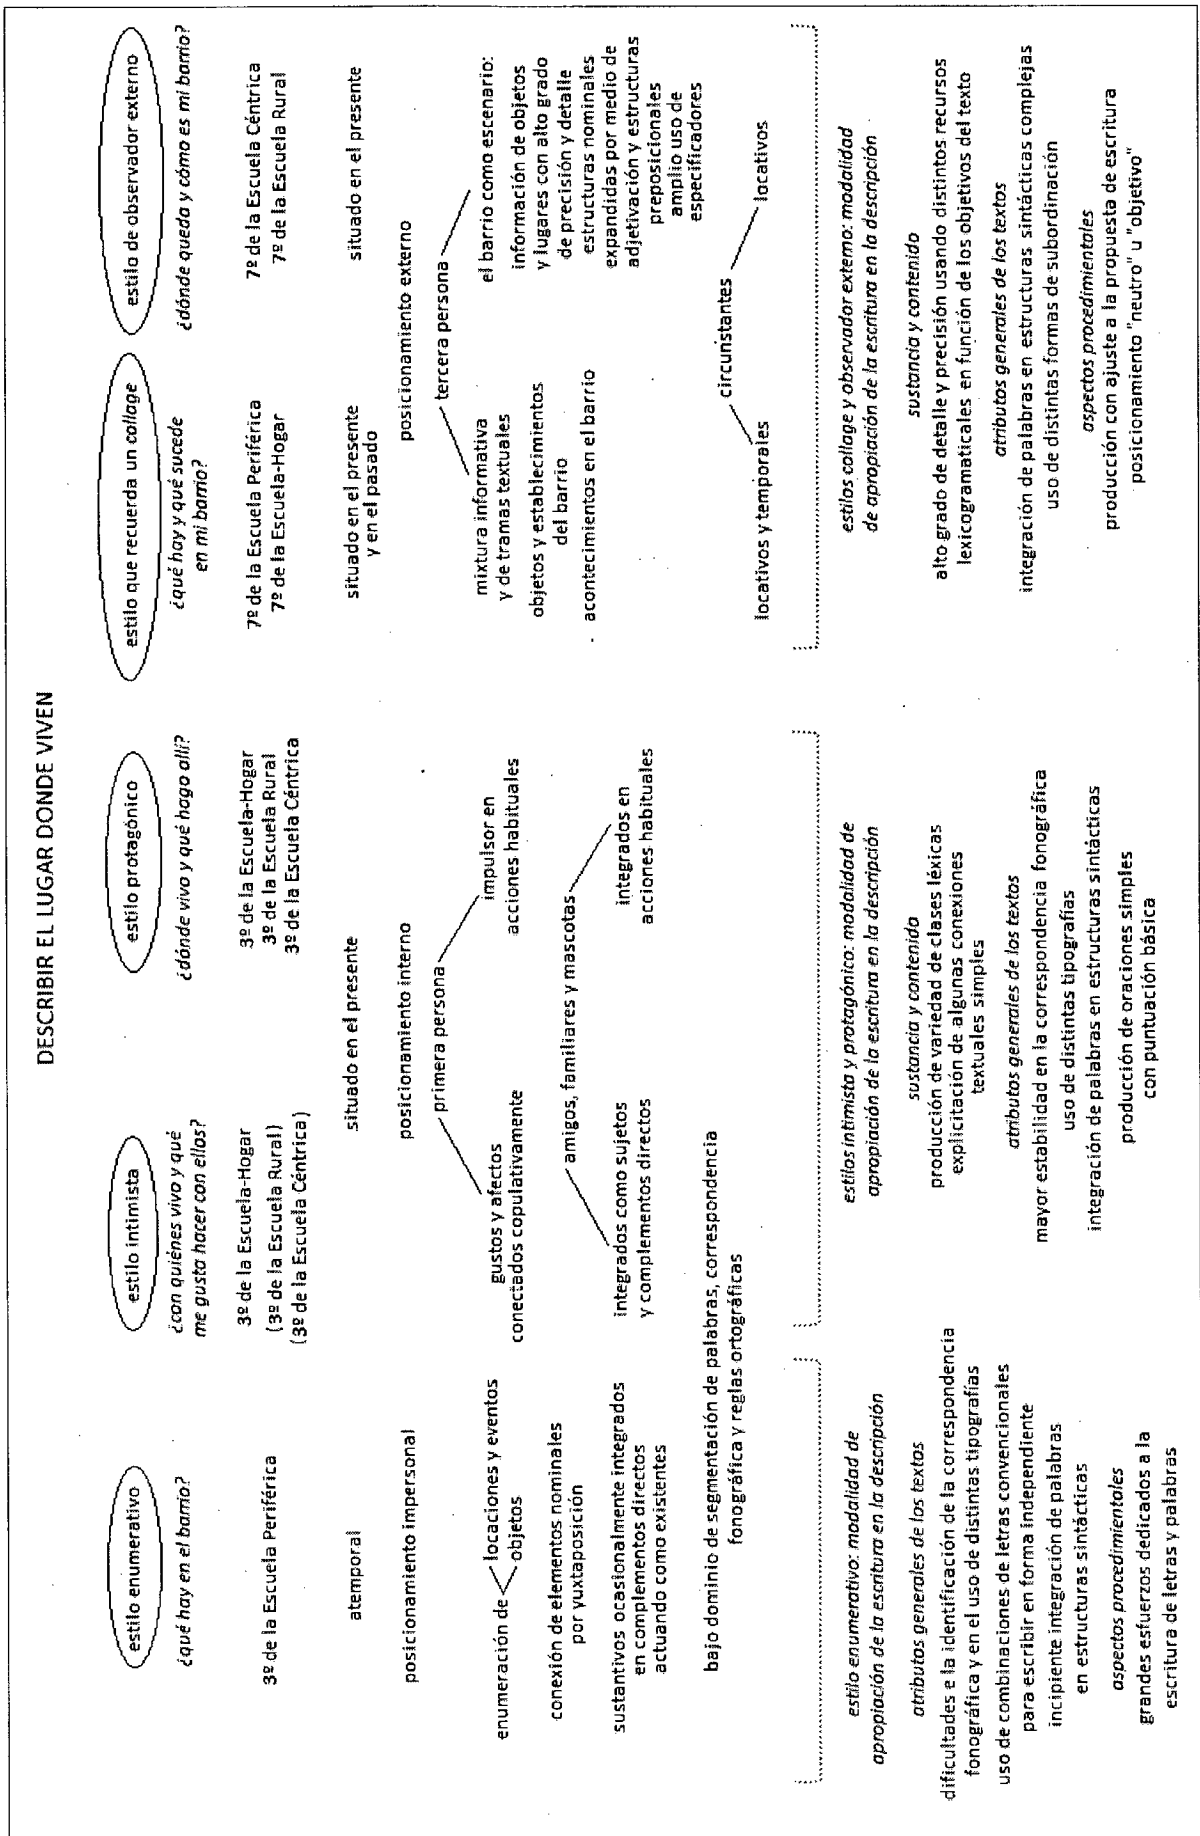 DESCRIBIR EL LUGAR DONDE VIVEN
estilo enumerativo
¿qué hay en el barrio?
3º de la Escuela Periférica
atemporal
posicionamiento impersonal
enumeración de
locaciones y eventos
objetos
conexión de elementos nominales
por yuxtaposición
sustantivos ocasionalmente integrados
en complementos directos
actuando como existentes
estilo intimista
¿con quiénes vivo y qué
me gusta hacer con ellos?
3º de la Escuela-Hogar
(3º de la Escuela Rural)
(3º de la Escuela Céntrica)
estilo protagónico
¿dónde vivo y qué hago allí?
3º de la Escuela-Hogar
3º de la Escuela Rural
3º de la Escuela Céntrica
situado en el presente
posicionamiento interno
primera persona
gustos y afectos
conectados copulativamente
impulsor en
acciones habituales
amigos, familiares y mascotas
integrados como sujetos
y complementos directos
integrados en
acciones habituales
bajo dominio de segmentación de palabras, correspondencia
fonográfica y reglas ortográficas
estilo que recuerda un collage
¿qué hay y qué sucede
en mi barrio?
7º de la Escuela Periférica
7º de la Escuela-Hogar
situado en el presente
y en el pasado
estilo de observador externo
¿dónde queda y cómo es mi barrio?
7º de la Escuela Céntrica
7º de la Escuela Rural
situado en el presente
posicionamiento externo
tercera persona
mixtura informativa
y de tramas textuales
objetos y establecimientos
del barrio
acontecimientos en el barrio
el barrio como escenario:
información de objetos
y lugares con alto grado
de precisión y detalle
estructuras nominales
expandidas por medio de
adjetivación y estructuras
preposicionales
amplio uso de
especificadores
circunstantes
locativos y temporales
locativos
estilo enumerativo: modalidad de
apropiación de la escritura en la descripción
atributos generales de los textos
dificultades e la identificación de la correspondencia
fonográfica y en el uso de distintas tipografías
uso de combinaciones de letras convencionales
para escribir en forma independiente
incipiente integración de palabras
en estructuras sintácticas
aspectos procedimentales
grandes esfuerzos dedicados a la
escritura de letras y palabras
estilos intimista y protagónico: modalidad de
apropiación de la escritura en la descripción
sustancia y contenido
producción de variedad de clases léxicas
explicitación de algunas conexiones
textuales simples
atributos generales de los textos
mayor estabilidad en la correspondencia fonográfica
uso de distintas tipografías
integración de palabras en estructuras sintácticas
producción de oraciones simples
con puntuación básica
estilos collage y observador externo: modalidad
de apropiación de la escritura en la descripción
sustancia y contenido
alto grado de detalle y precisión usando distintos recursos
lexicogramaticales en función de los objetivos del texto
atributos generales de los textos
integración de palabras en estructuras sintácticas complejas
uso de distintas formas de subordinación
aspectos procedimentales
producción con ajuste a la propuesta de escritura
posicionamiento "neutro" u "objetivo"